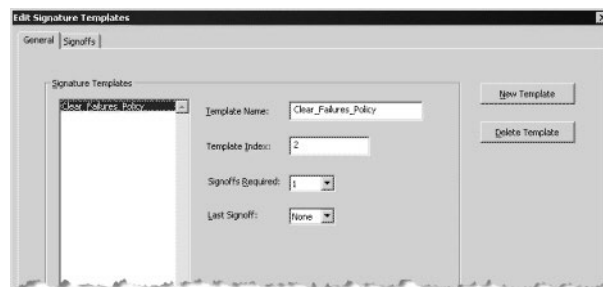 Edit Signature Templates
General Signoffs
Signature Templates
Clear_Failures_Policy
Template Name: Clear_Failures_Policy
New Template
Template Index: 2
Delete Template
Signoffs Required: 1
Last Signoff: None